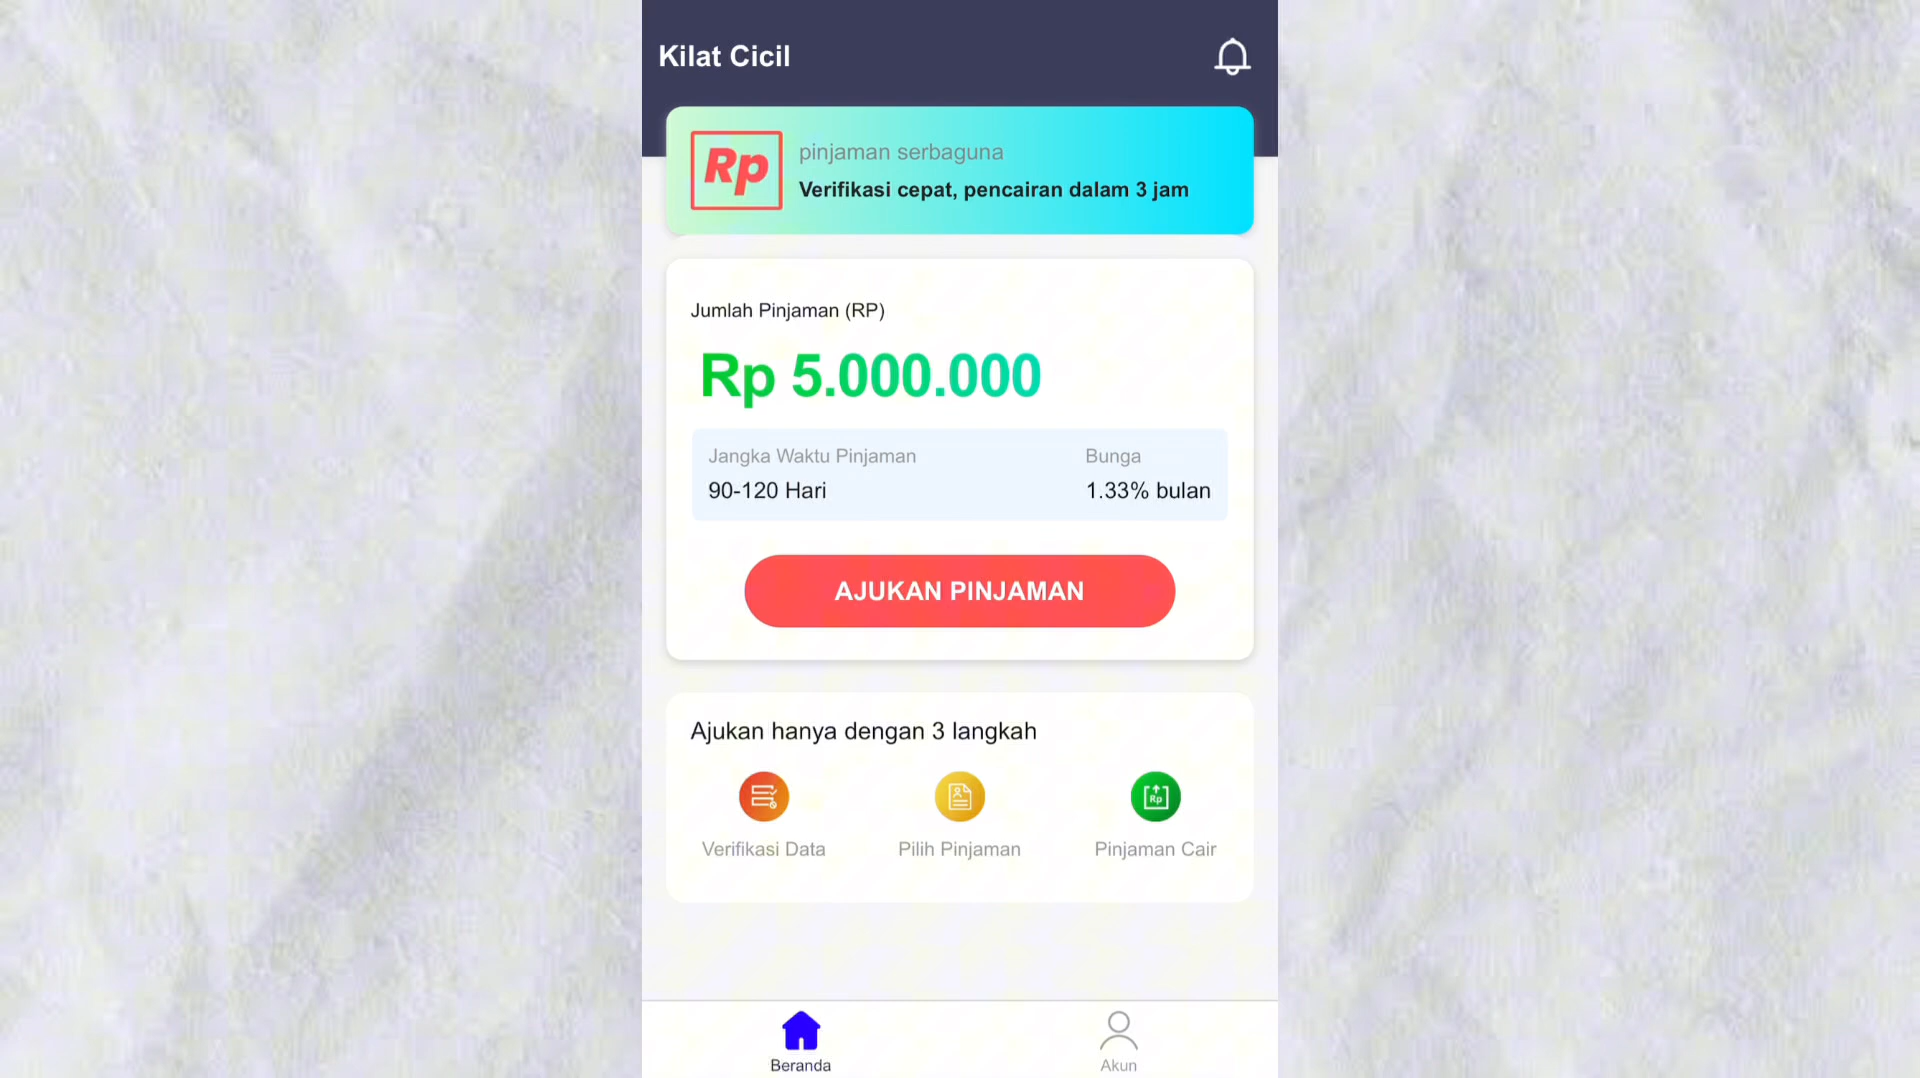 Kilat Cicil
Rp
pinjaman serbaguna
Verifikasi cepat, pencairan dalam 3 jam
Jumlah Pinjaman (RP)
Rp 5.000.000
Jangka Waktu Pinjaman
Bunga
90-120 Hari
1.33% bulan
AJUKAN PINJAMAN
Ajukan hanya dengan 3 langkah
Rp
Verifikasi Data
Pilih Pinjaman
Pinjaman Cair
Beranda
Akun